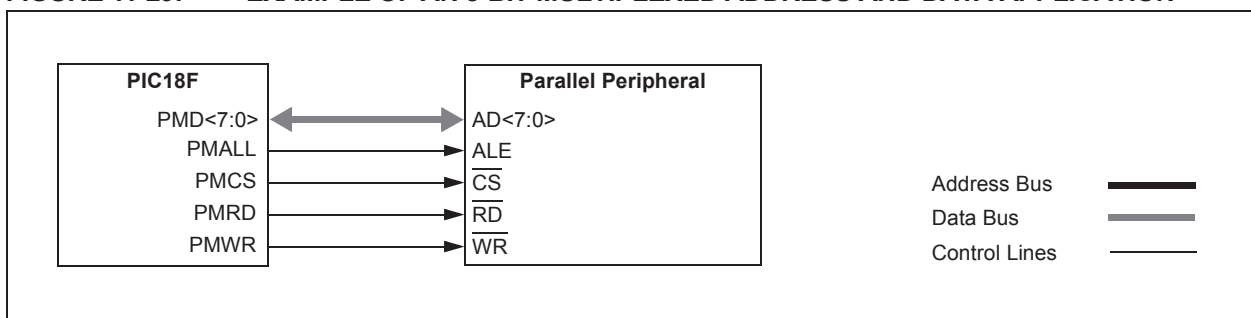 PIC18F
Parallel Peripheral
PMD<7:0>
AD<7:0>
PMALL
ALE
PMCS
CS
PMRD
RD
PMWR
WR
Address Bus
Data Bus
Control Lines